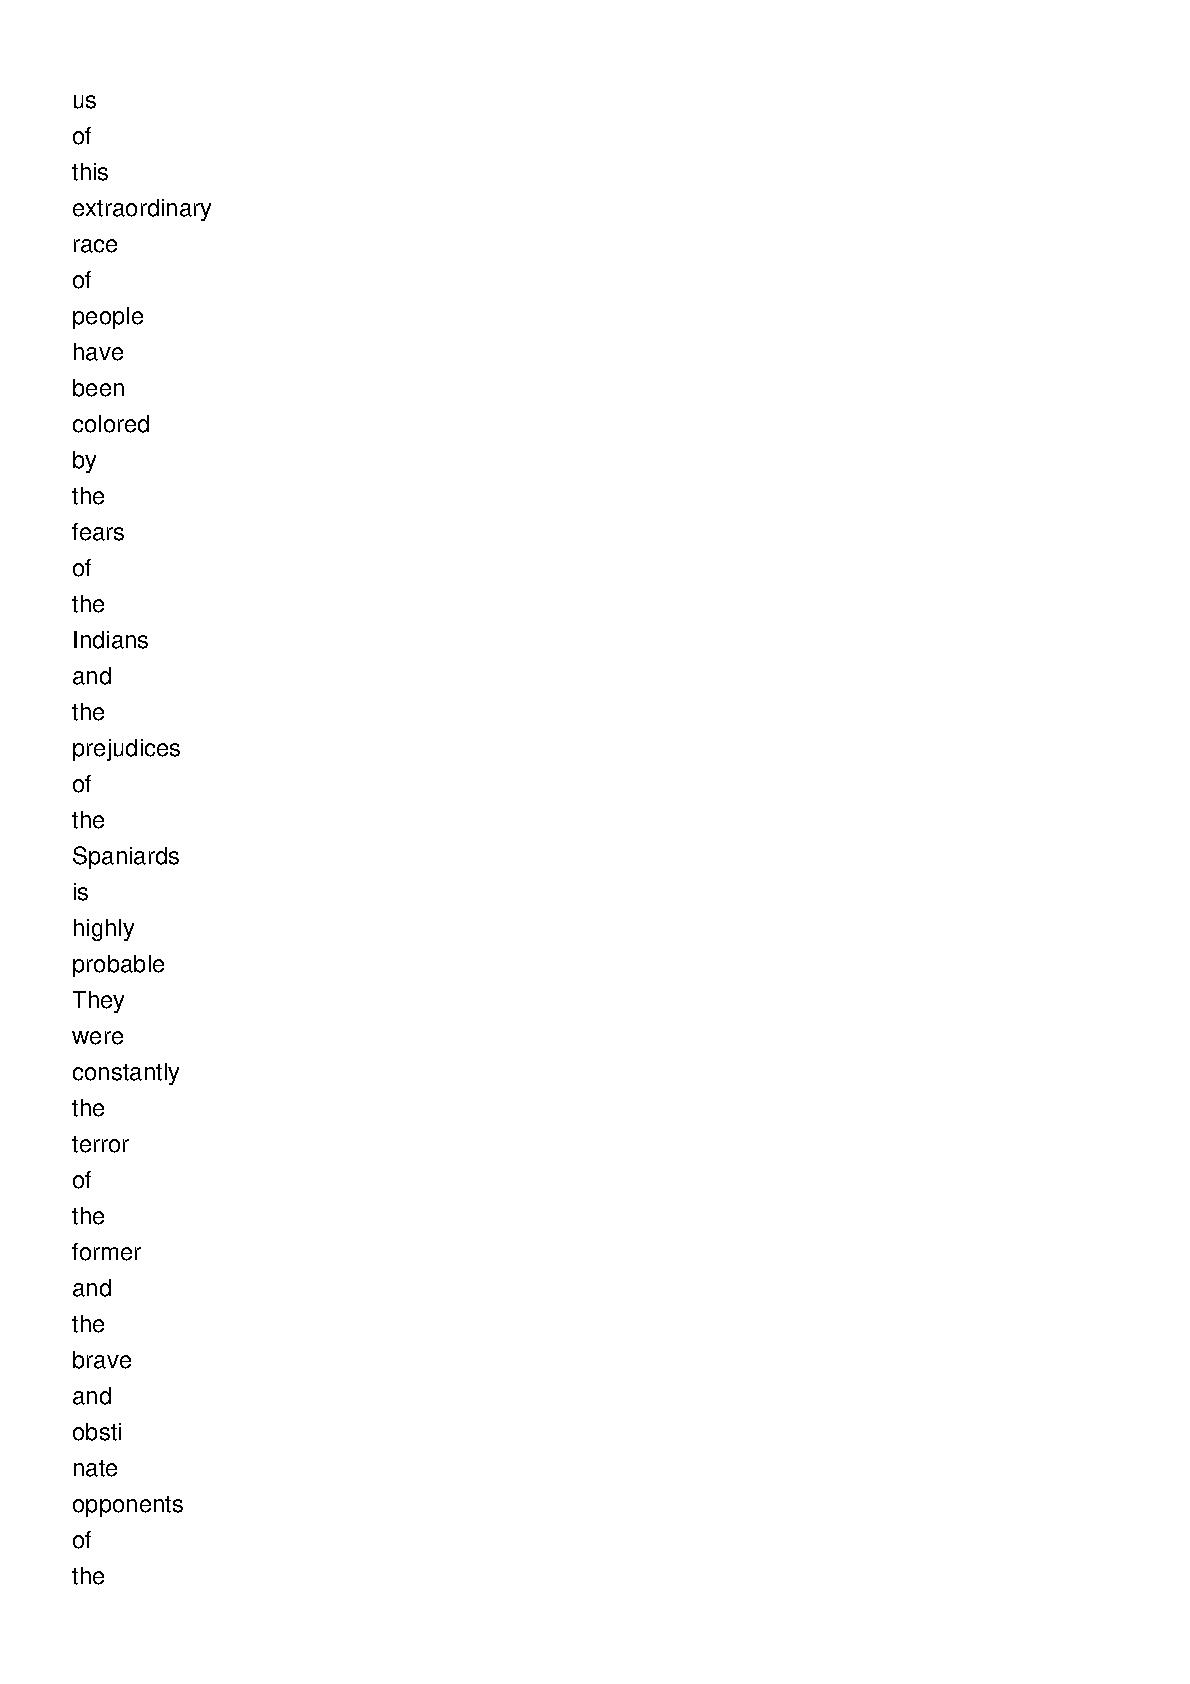 us
of
this
extraordinary
race
of
people
have
been
colored
by
the
fears
of
the
Indians
and
the
prejudices
of
the
Spaniards
is
highly
probable
They
were
constantly
the
terror
of
the
former
and
the
brave
and
obsti
nate
opponents
of
the